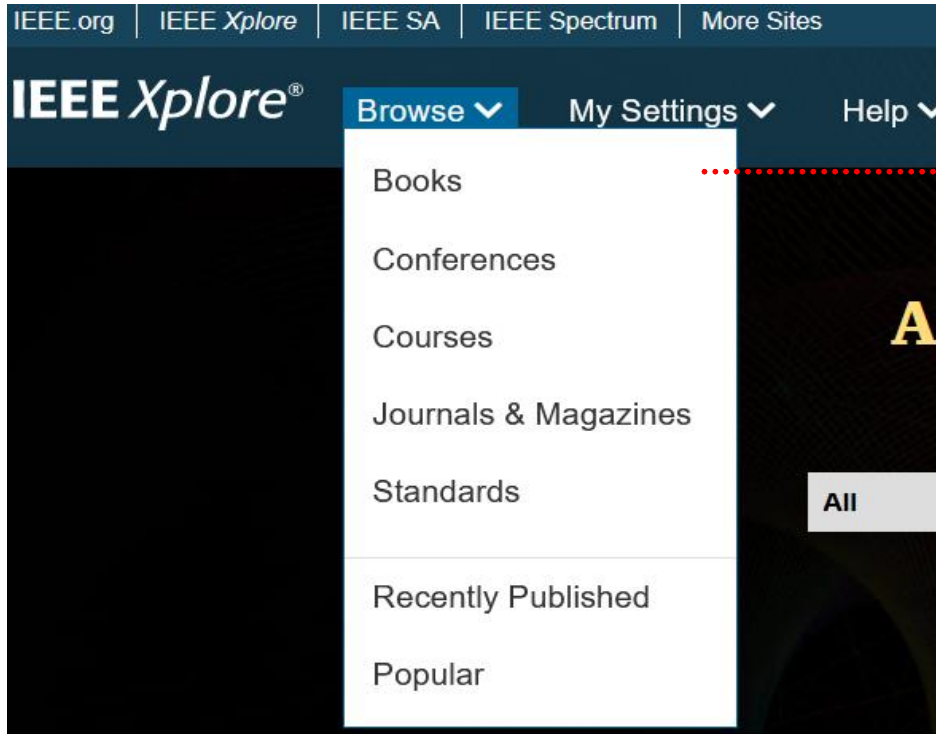 IEEE.org | IEEE Xplore | IEEE SA | IEEE Spectrum | More Sites
IEEE Xplore® Browse My Settings Help
Books
Conferences
Courses
A
Journals & Magazines
Standards
All
Recently Published
Popular